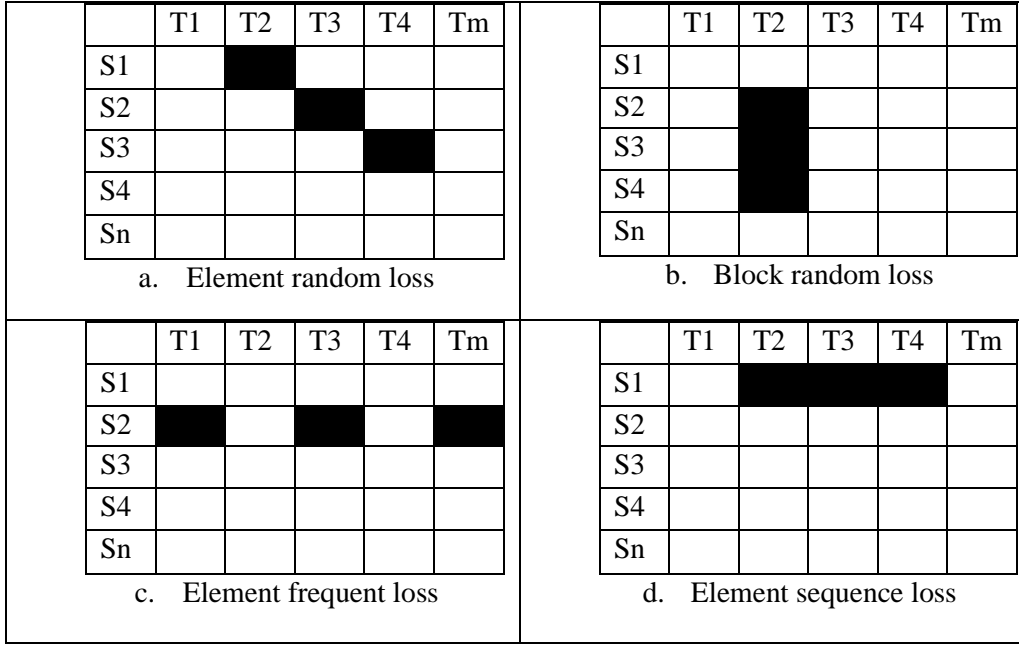 T1 T2 T3 T4 Tm
S1
S2
S3
S4
Sn
a. Element random loss
T1 T2 T3 T4 Tm
S1
S2
S3
S4
Sn
b. Block random loss
T1 T2 T3 T4 Tm
S1
S2
S3
S4
Sn
c. Element frequent loss
T1 T2 T3 T4 Tm
S1
S2
S3
S4
Sn
d. Element sequence loss